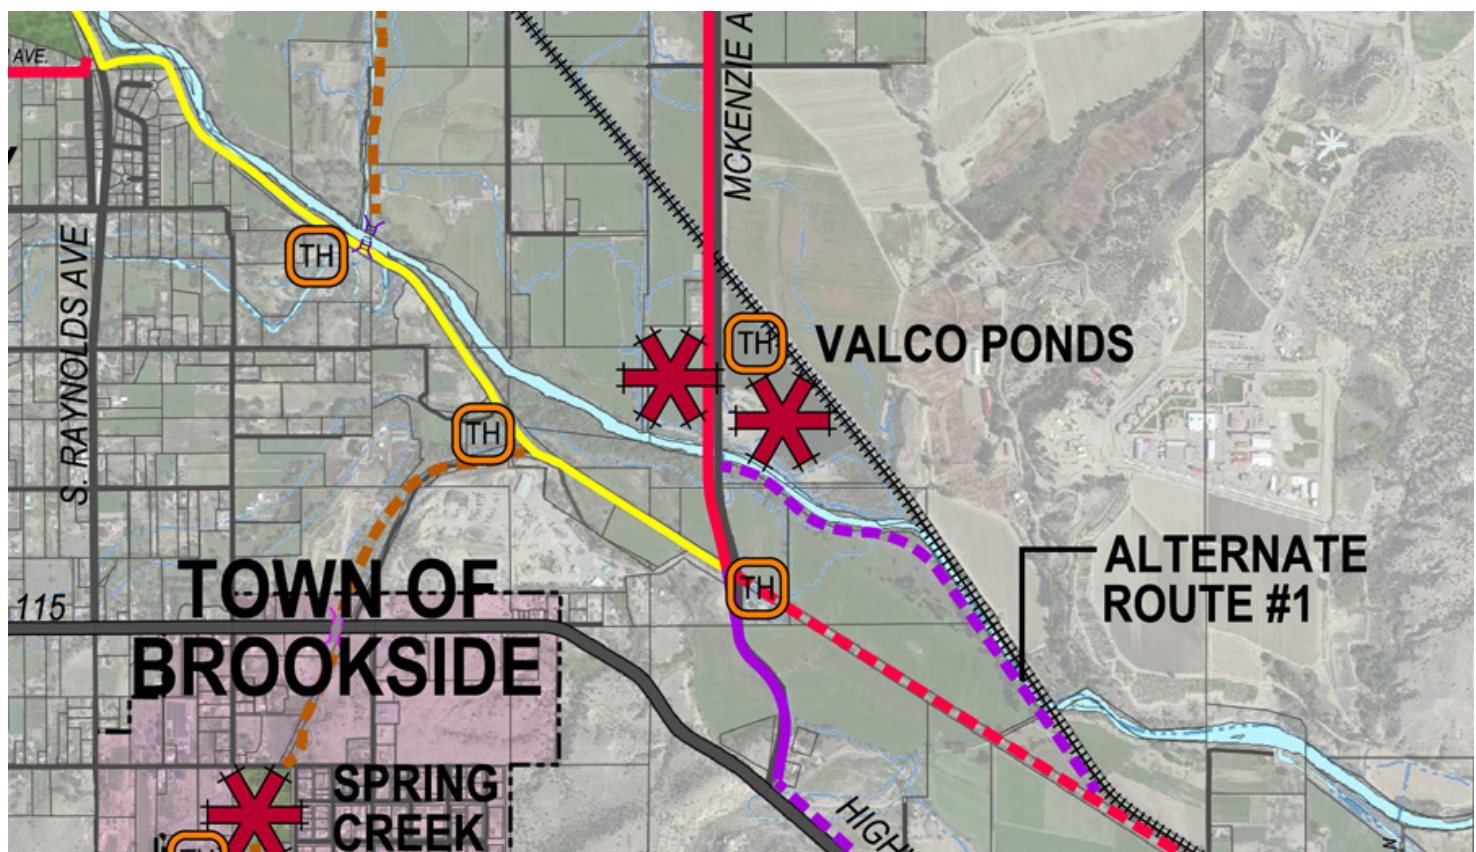 AVE.
MCKENZIE A
TH
S. RAYNOLDS AVE
TH
VALCO PONDS
TH
ALTERNATE
ROUTE #1
TH
115
TOWN OF
BROOKSIDE
SPRING
CREEK
TH
HIGH